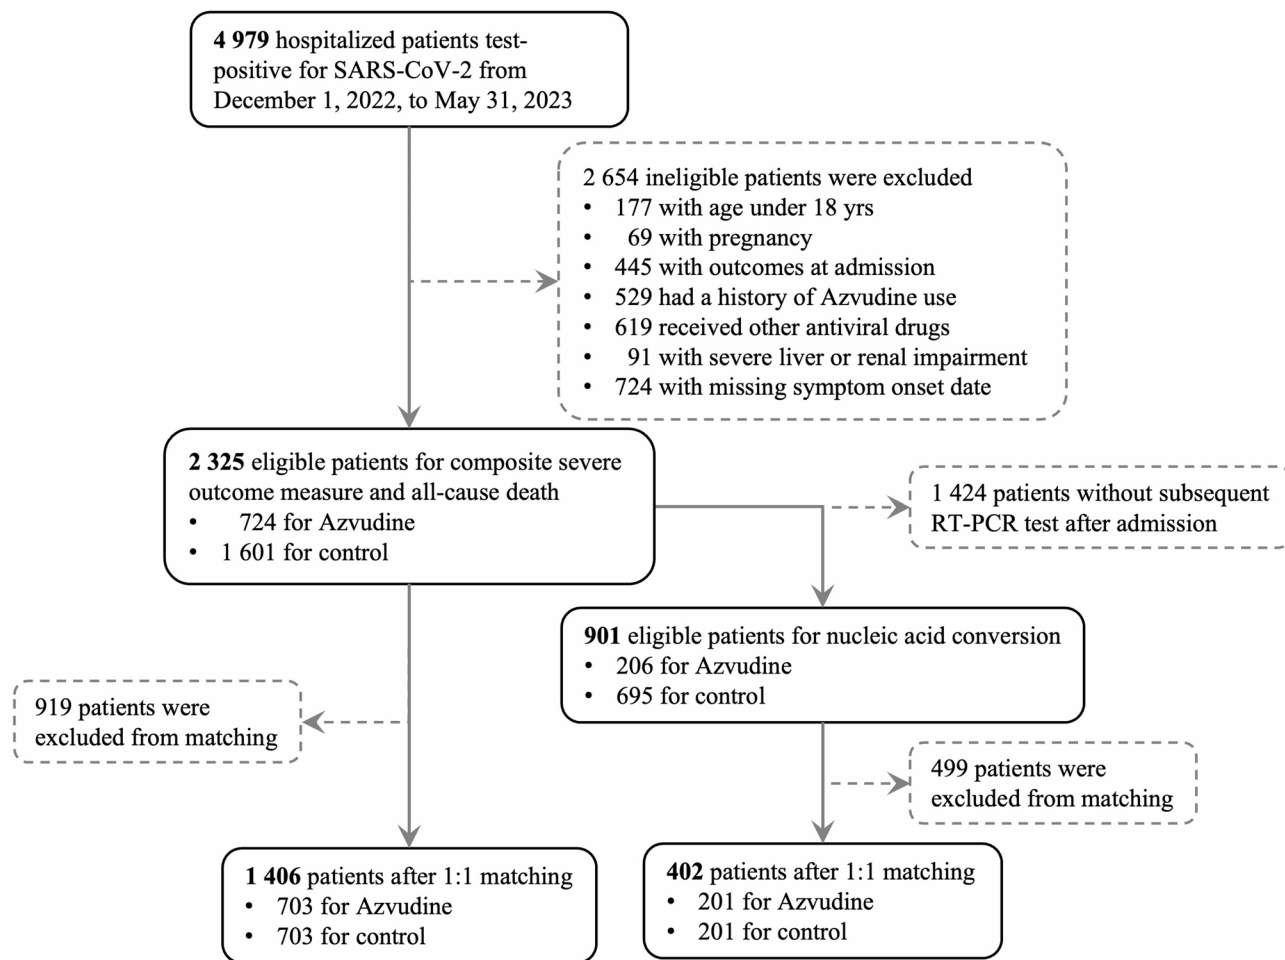 4 979 hospitalized patients test-
positive for SARS-CoV-2 from
December 1, 2022, to May 31, 2023
2 654 ineligible patients were excluded
• 177 with age under 18 yrs
• 69 with pregnancy
• 445 with outcomes at admission
• 529 had a history of Azvudine use
• 619 received other antiviral drugs
• 91 with severe liver or renal impairment
• 724 with missing symptom onset date
2 325 eligible patients for composite severe
outcome measure and all-cause death
• 724 for Azvudine
• 1 601 for control
1 424 patients without subsequent
RT-PCR test after admission
901 eligible patients for nucleic acid conversion
• 206 for Azvudine
• 695 for control
919 patients were
excluded from matching
499 patients were
excluded from matching
1 406 patients after 1:1 matching
• 703 for Azvudine
• 703 for control
402 patients after 1:1 matching
• 201 for Azvudine
• 201 for control